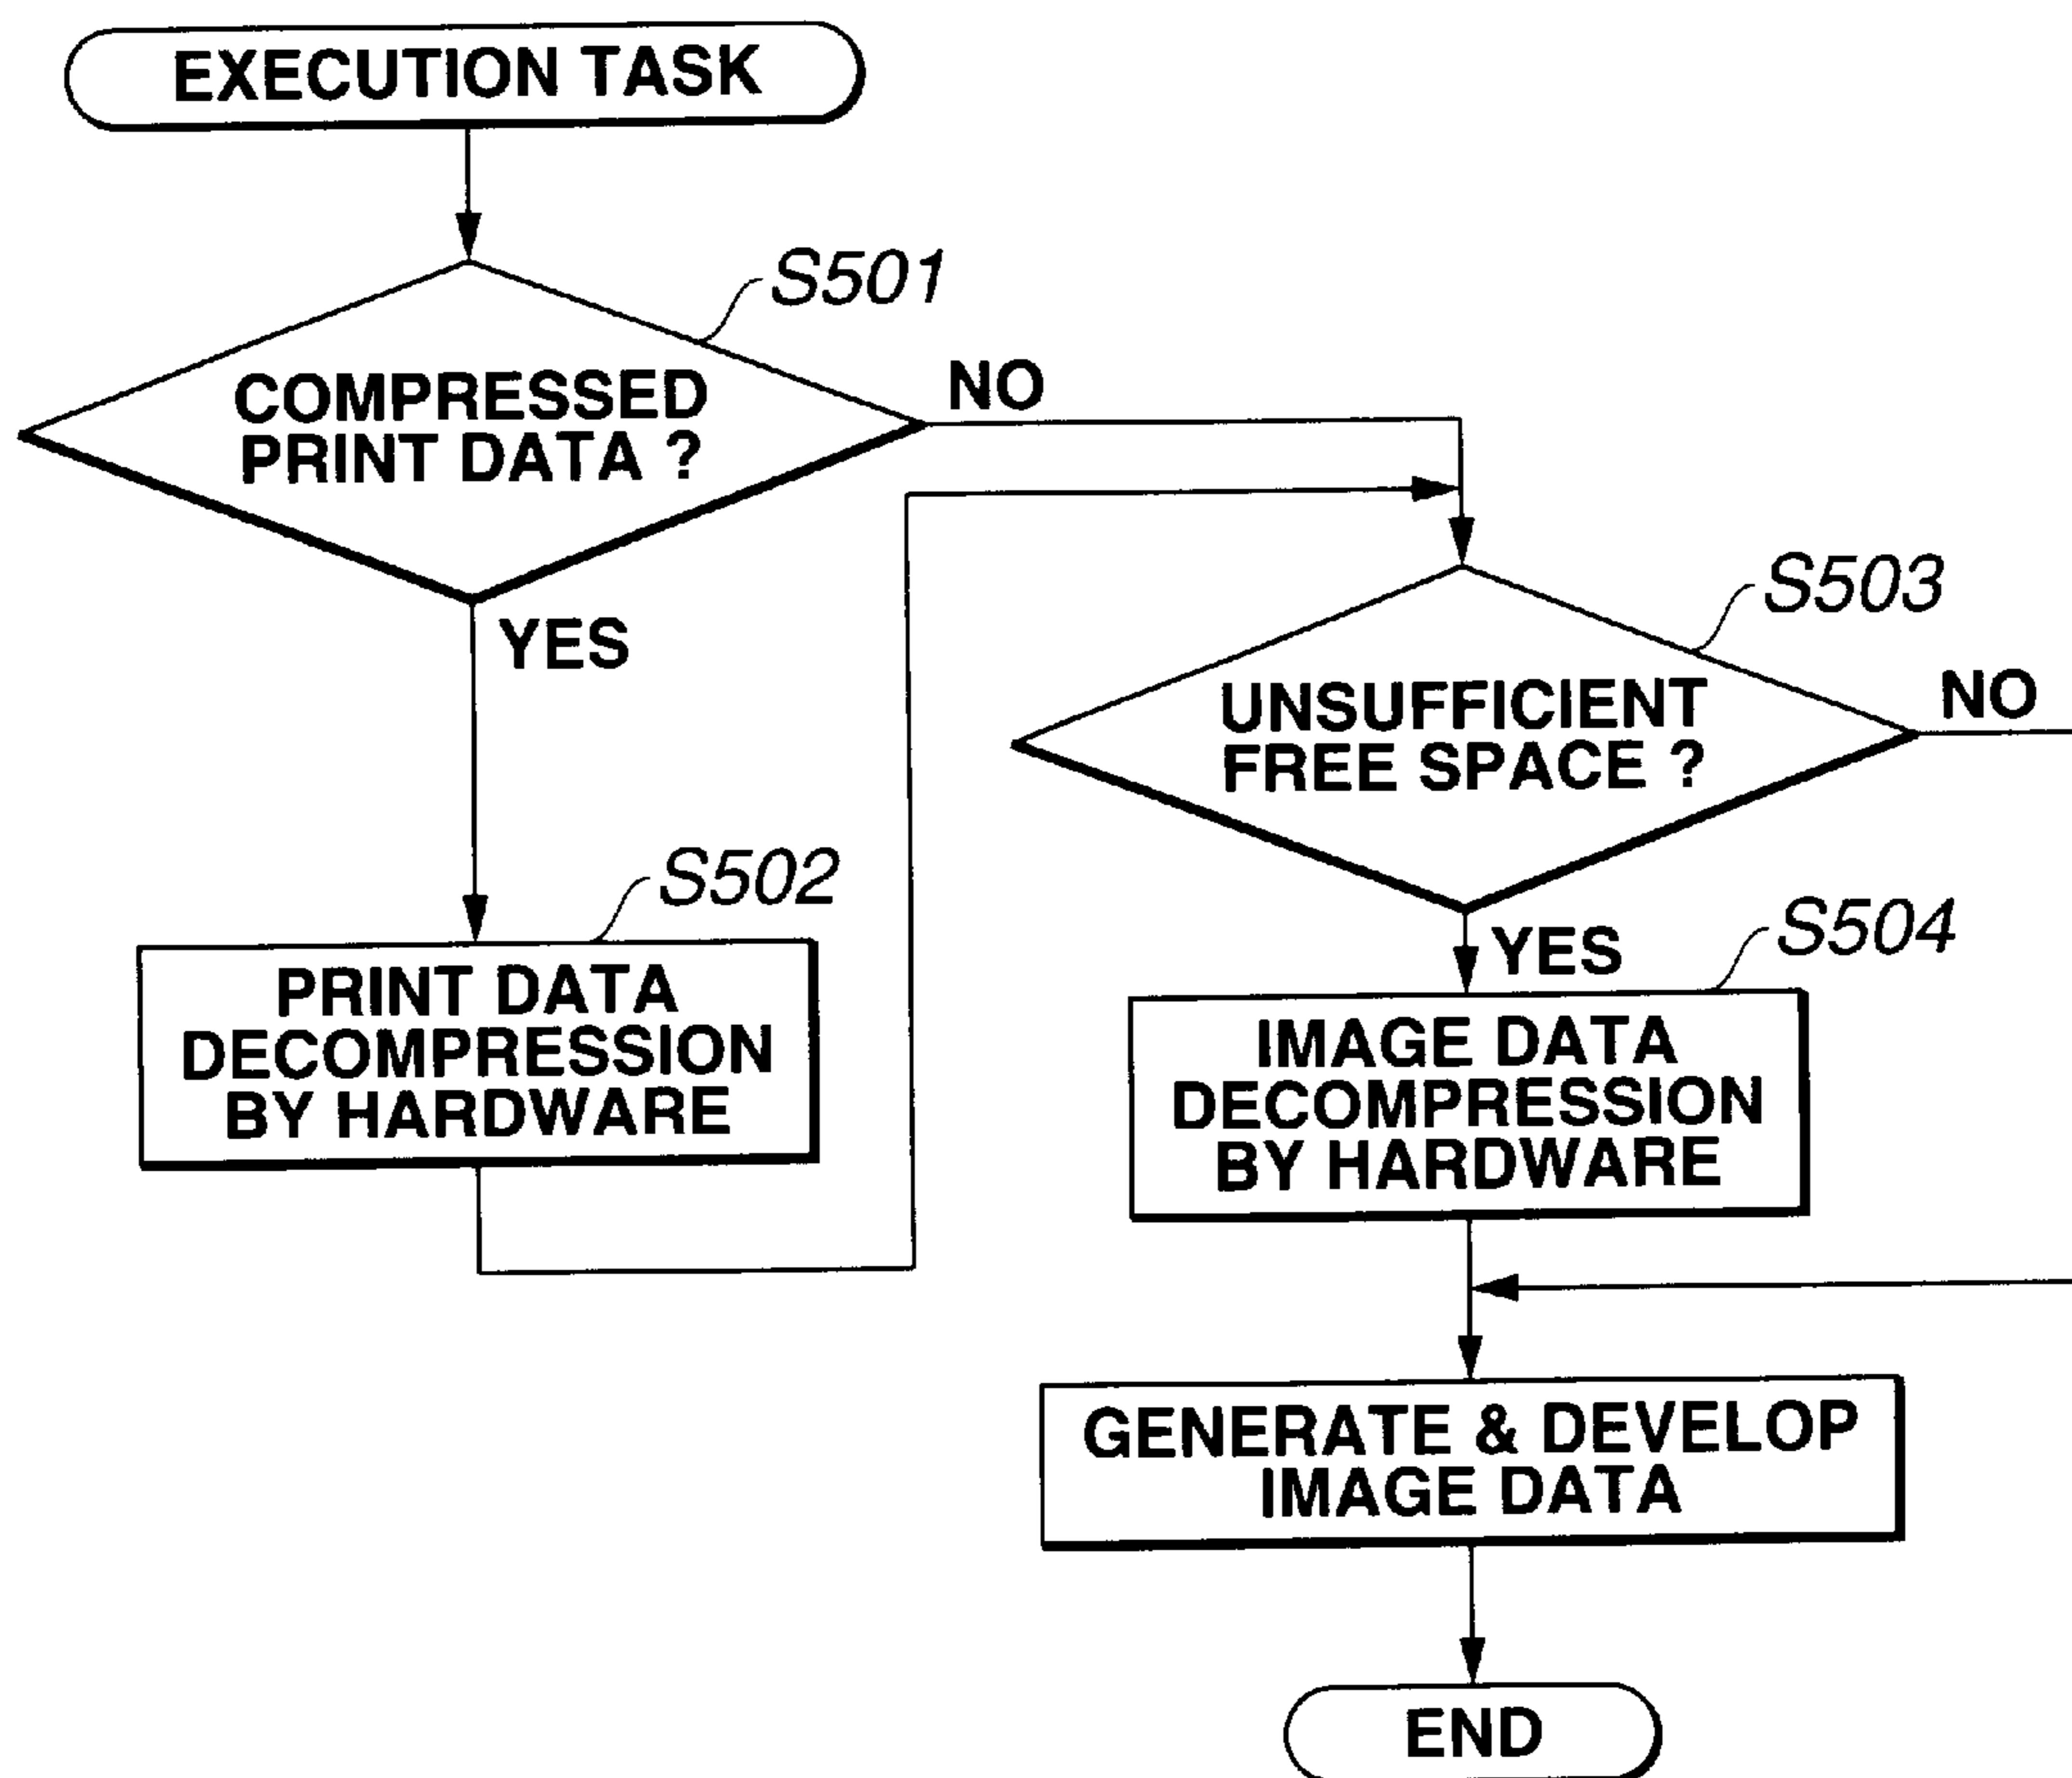 EXECUTION TASK
S501
COMPRESSED
PRINT DATA ?
NO
YES
S502
PRINT DATA
DECOMPRESSION
BY HARDWARE
S503
UNSUFFICIENT
FREE SPACE ?
NO
YES
S504
IMAGE DATA
DECOMPRESSION
BY HARDWARE
GENERATE & DEVELOP
IMAGE DATA
END